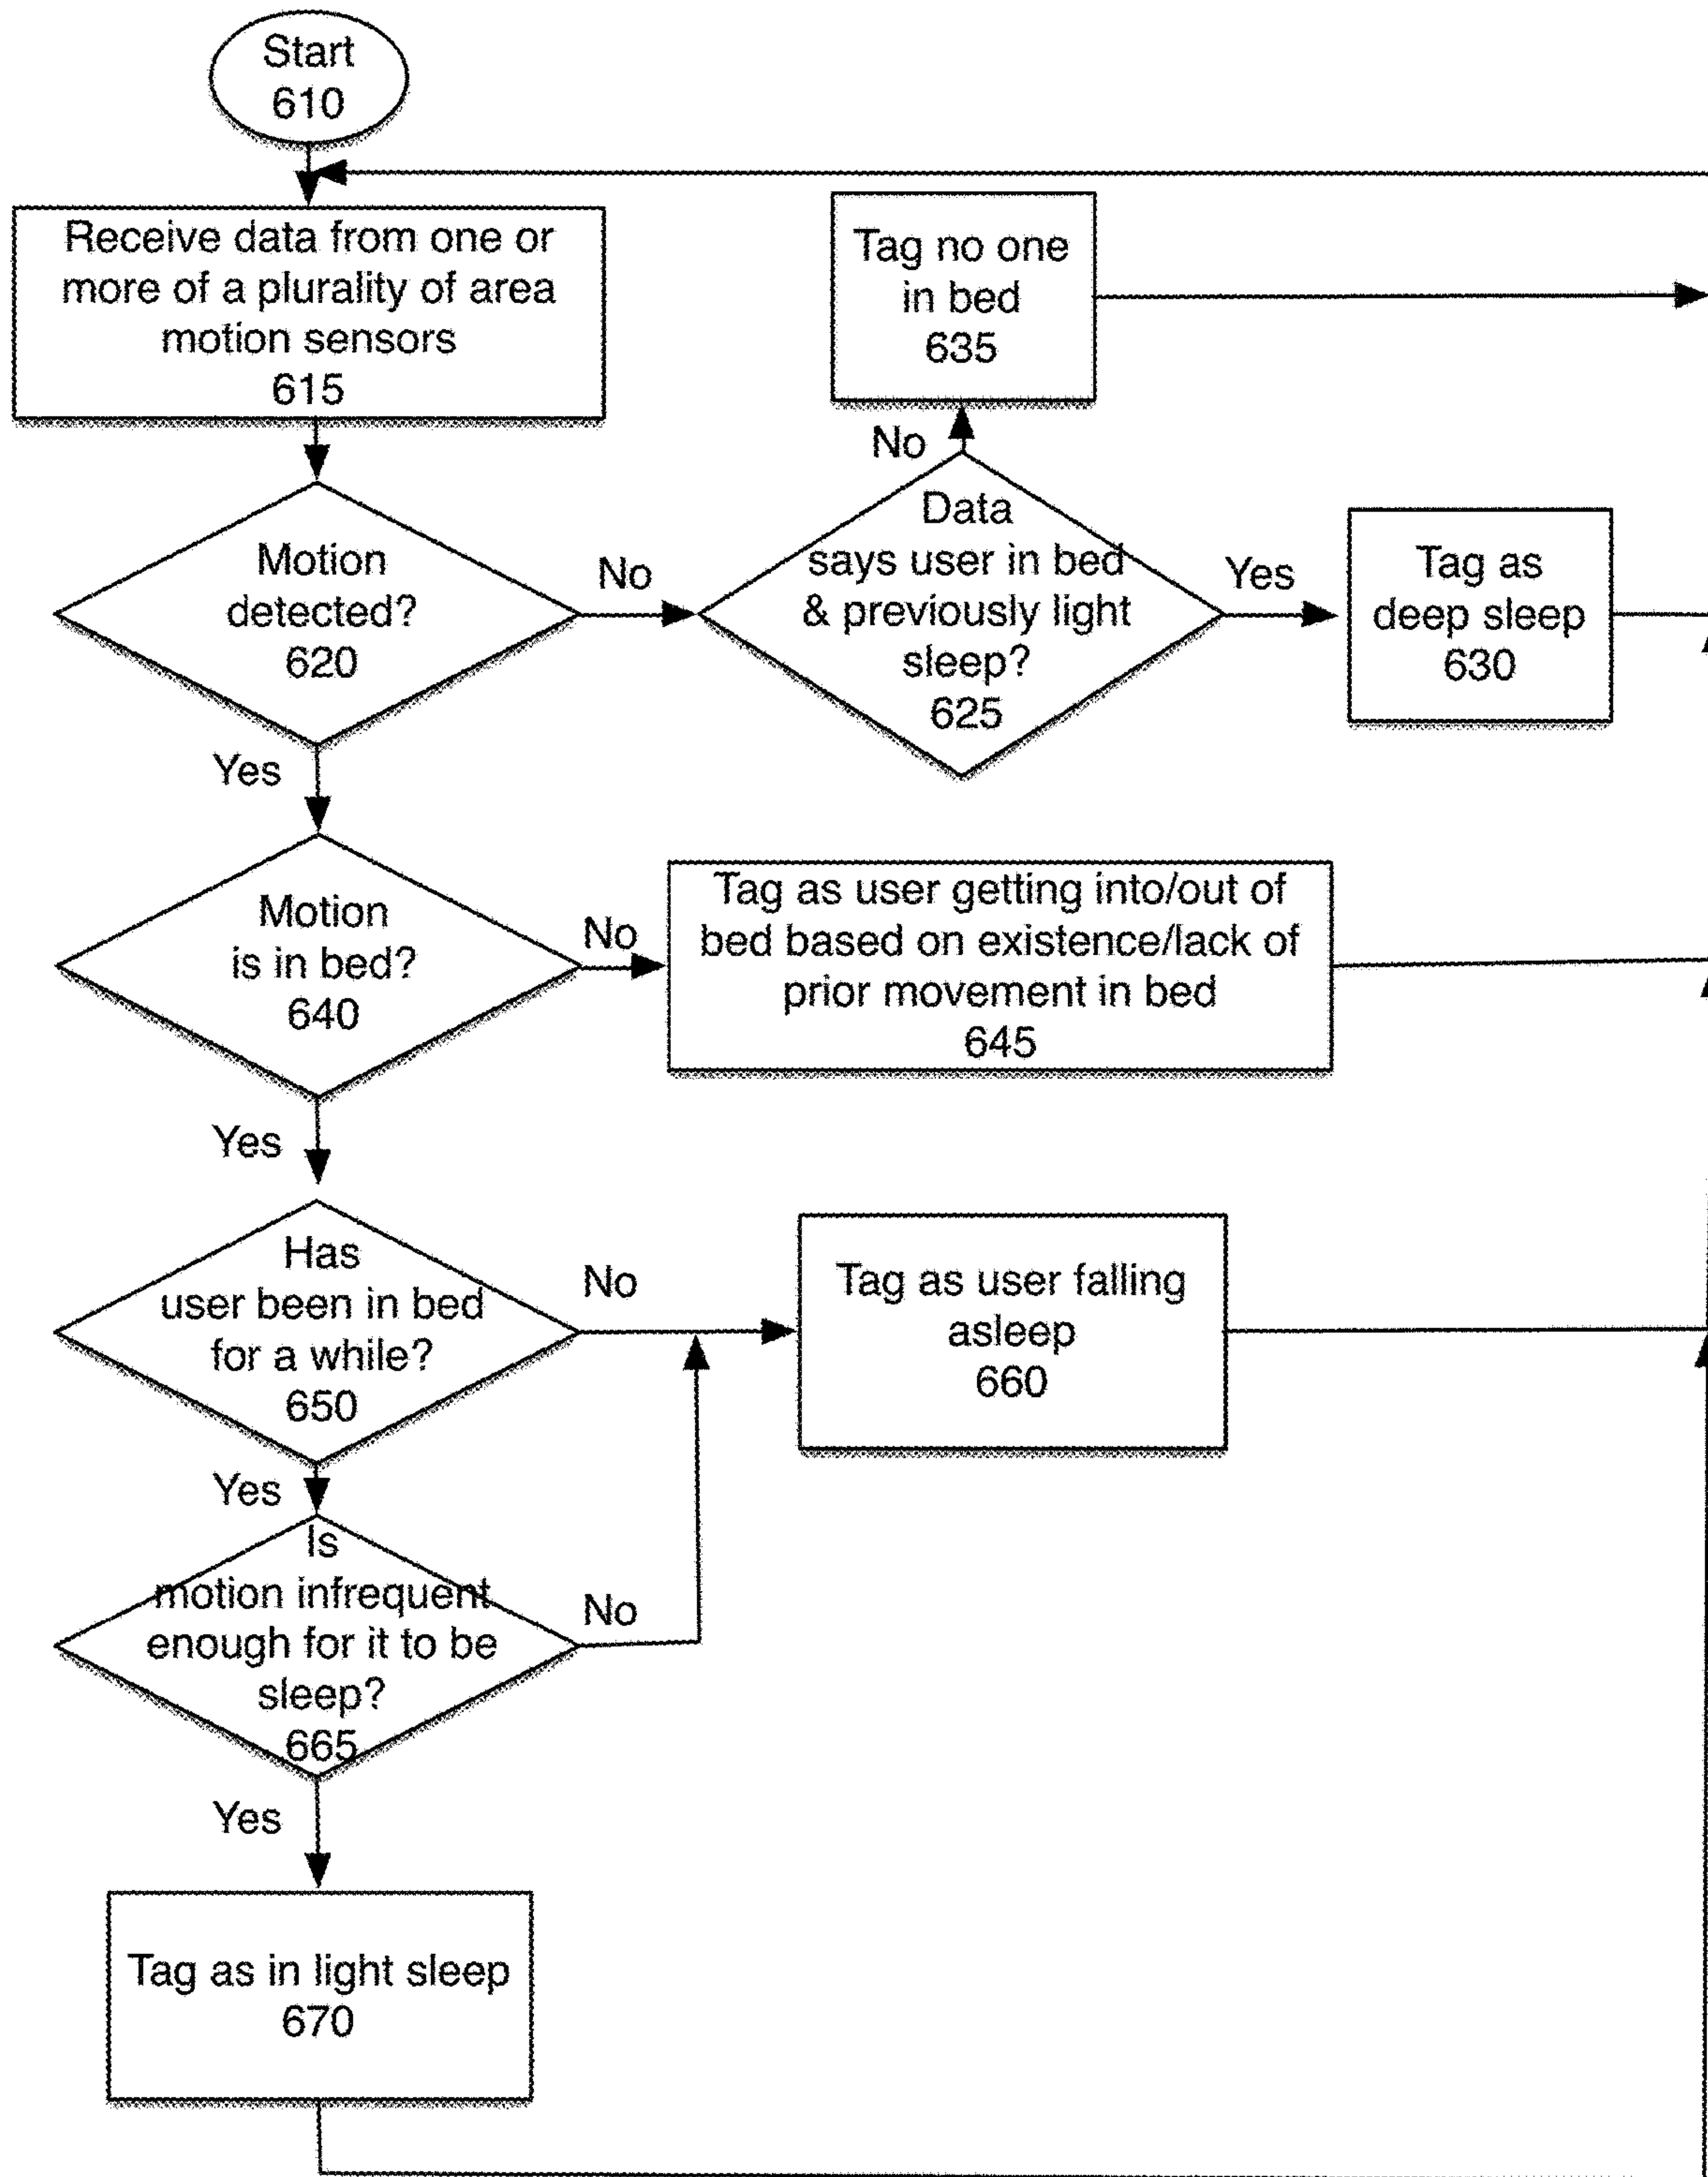 Start
610
Receive data from one or
more of a plurality of area
motion sensors
615
Tag no one
in bed
635
No
Motion
detected?
620
No
Data
says user in bed
& previously light
sleep?
625
Yes
Tag as
deep sleep
630
Yes
Motion
is in bed?
640
No
Tag as user getting into/out of
bed based on existence/lack of
prior movement in bed
645
Yes
Has
user been in bed
for a while?
650
No
Tag as user falling
asleep
660
Yes
Is
motion infrequent
enough for it to be
sleep?
665
No
Yes
Tag as in light sleep
670